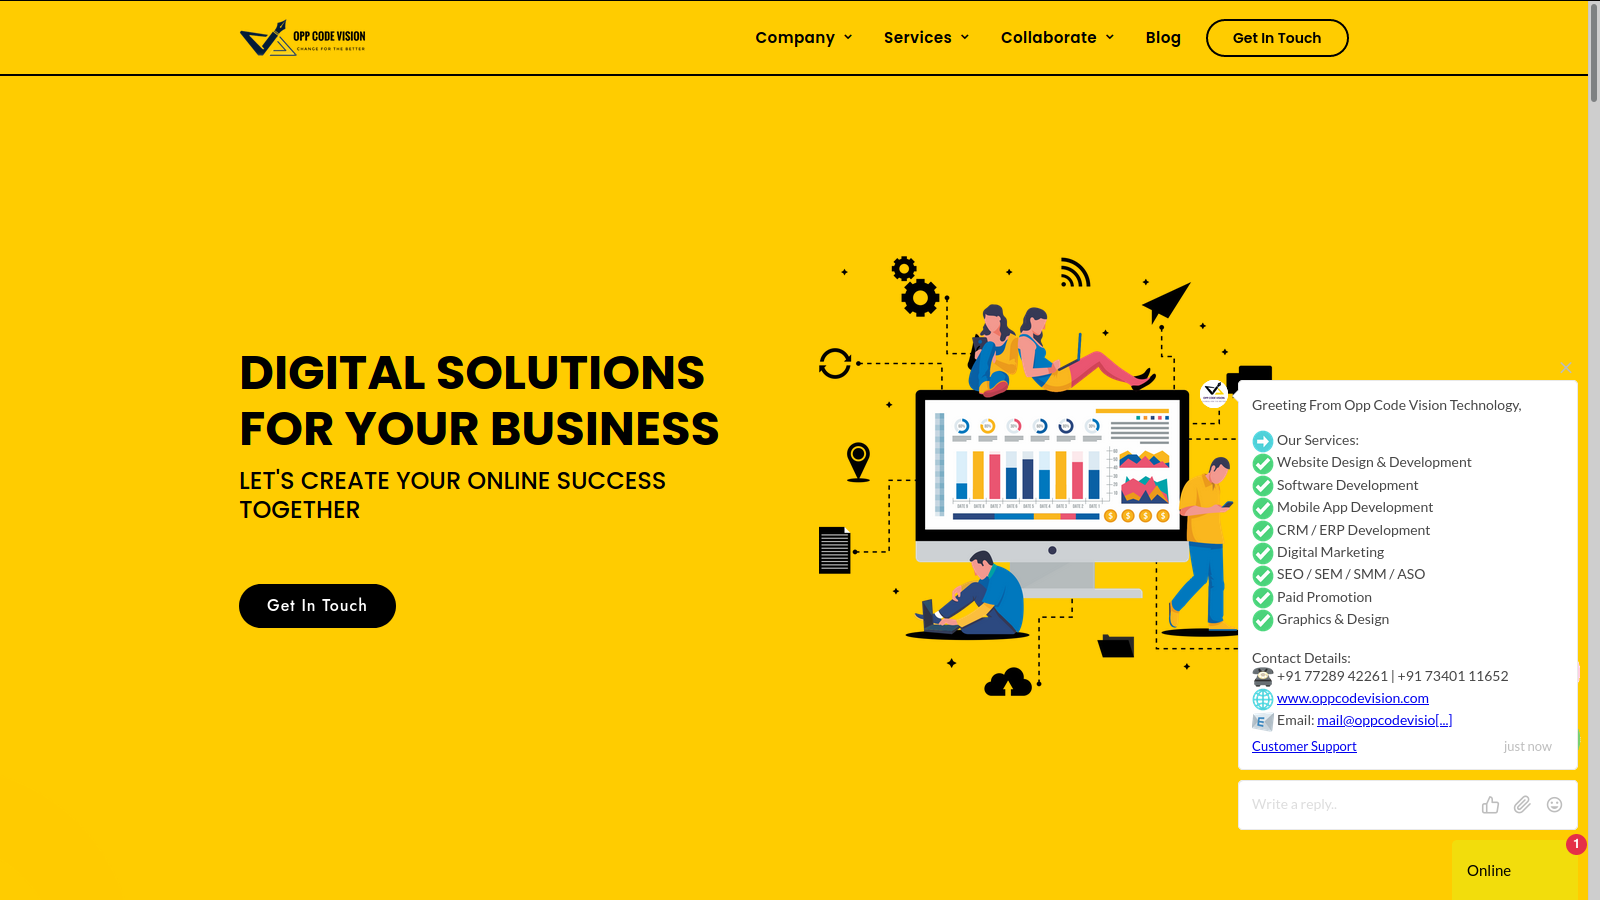 OPP CODE VISION
CHANGE FOR THE BETTER
Company
Services
Collaborate
Blog
Get In Touch
DIGITAL SOLUTIONS
FOR YOUR BUSINESS
LET'S CREATE YOUR ONLINE SUCCESS
TOGETHER
Get In Touch
Greeting From Opp Code Vision Technology,
Our Services:
Website Design & Development
Software Development
Mobile App Development
CRM / ERP Development
Digital Marketing
SEO / SEM / SMM / ASO
Paid Promotion
Graphics & Design
Contact Details:
+91 77289 42261 | +91 73401 11652
www.oppcodevision.com
Email: mail@oppcodevisio[...]
Customer Support
just now
Write a reply..
1
Online